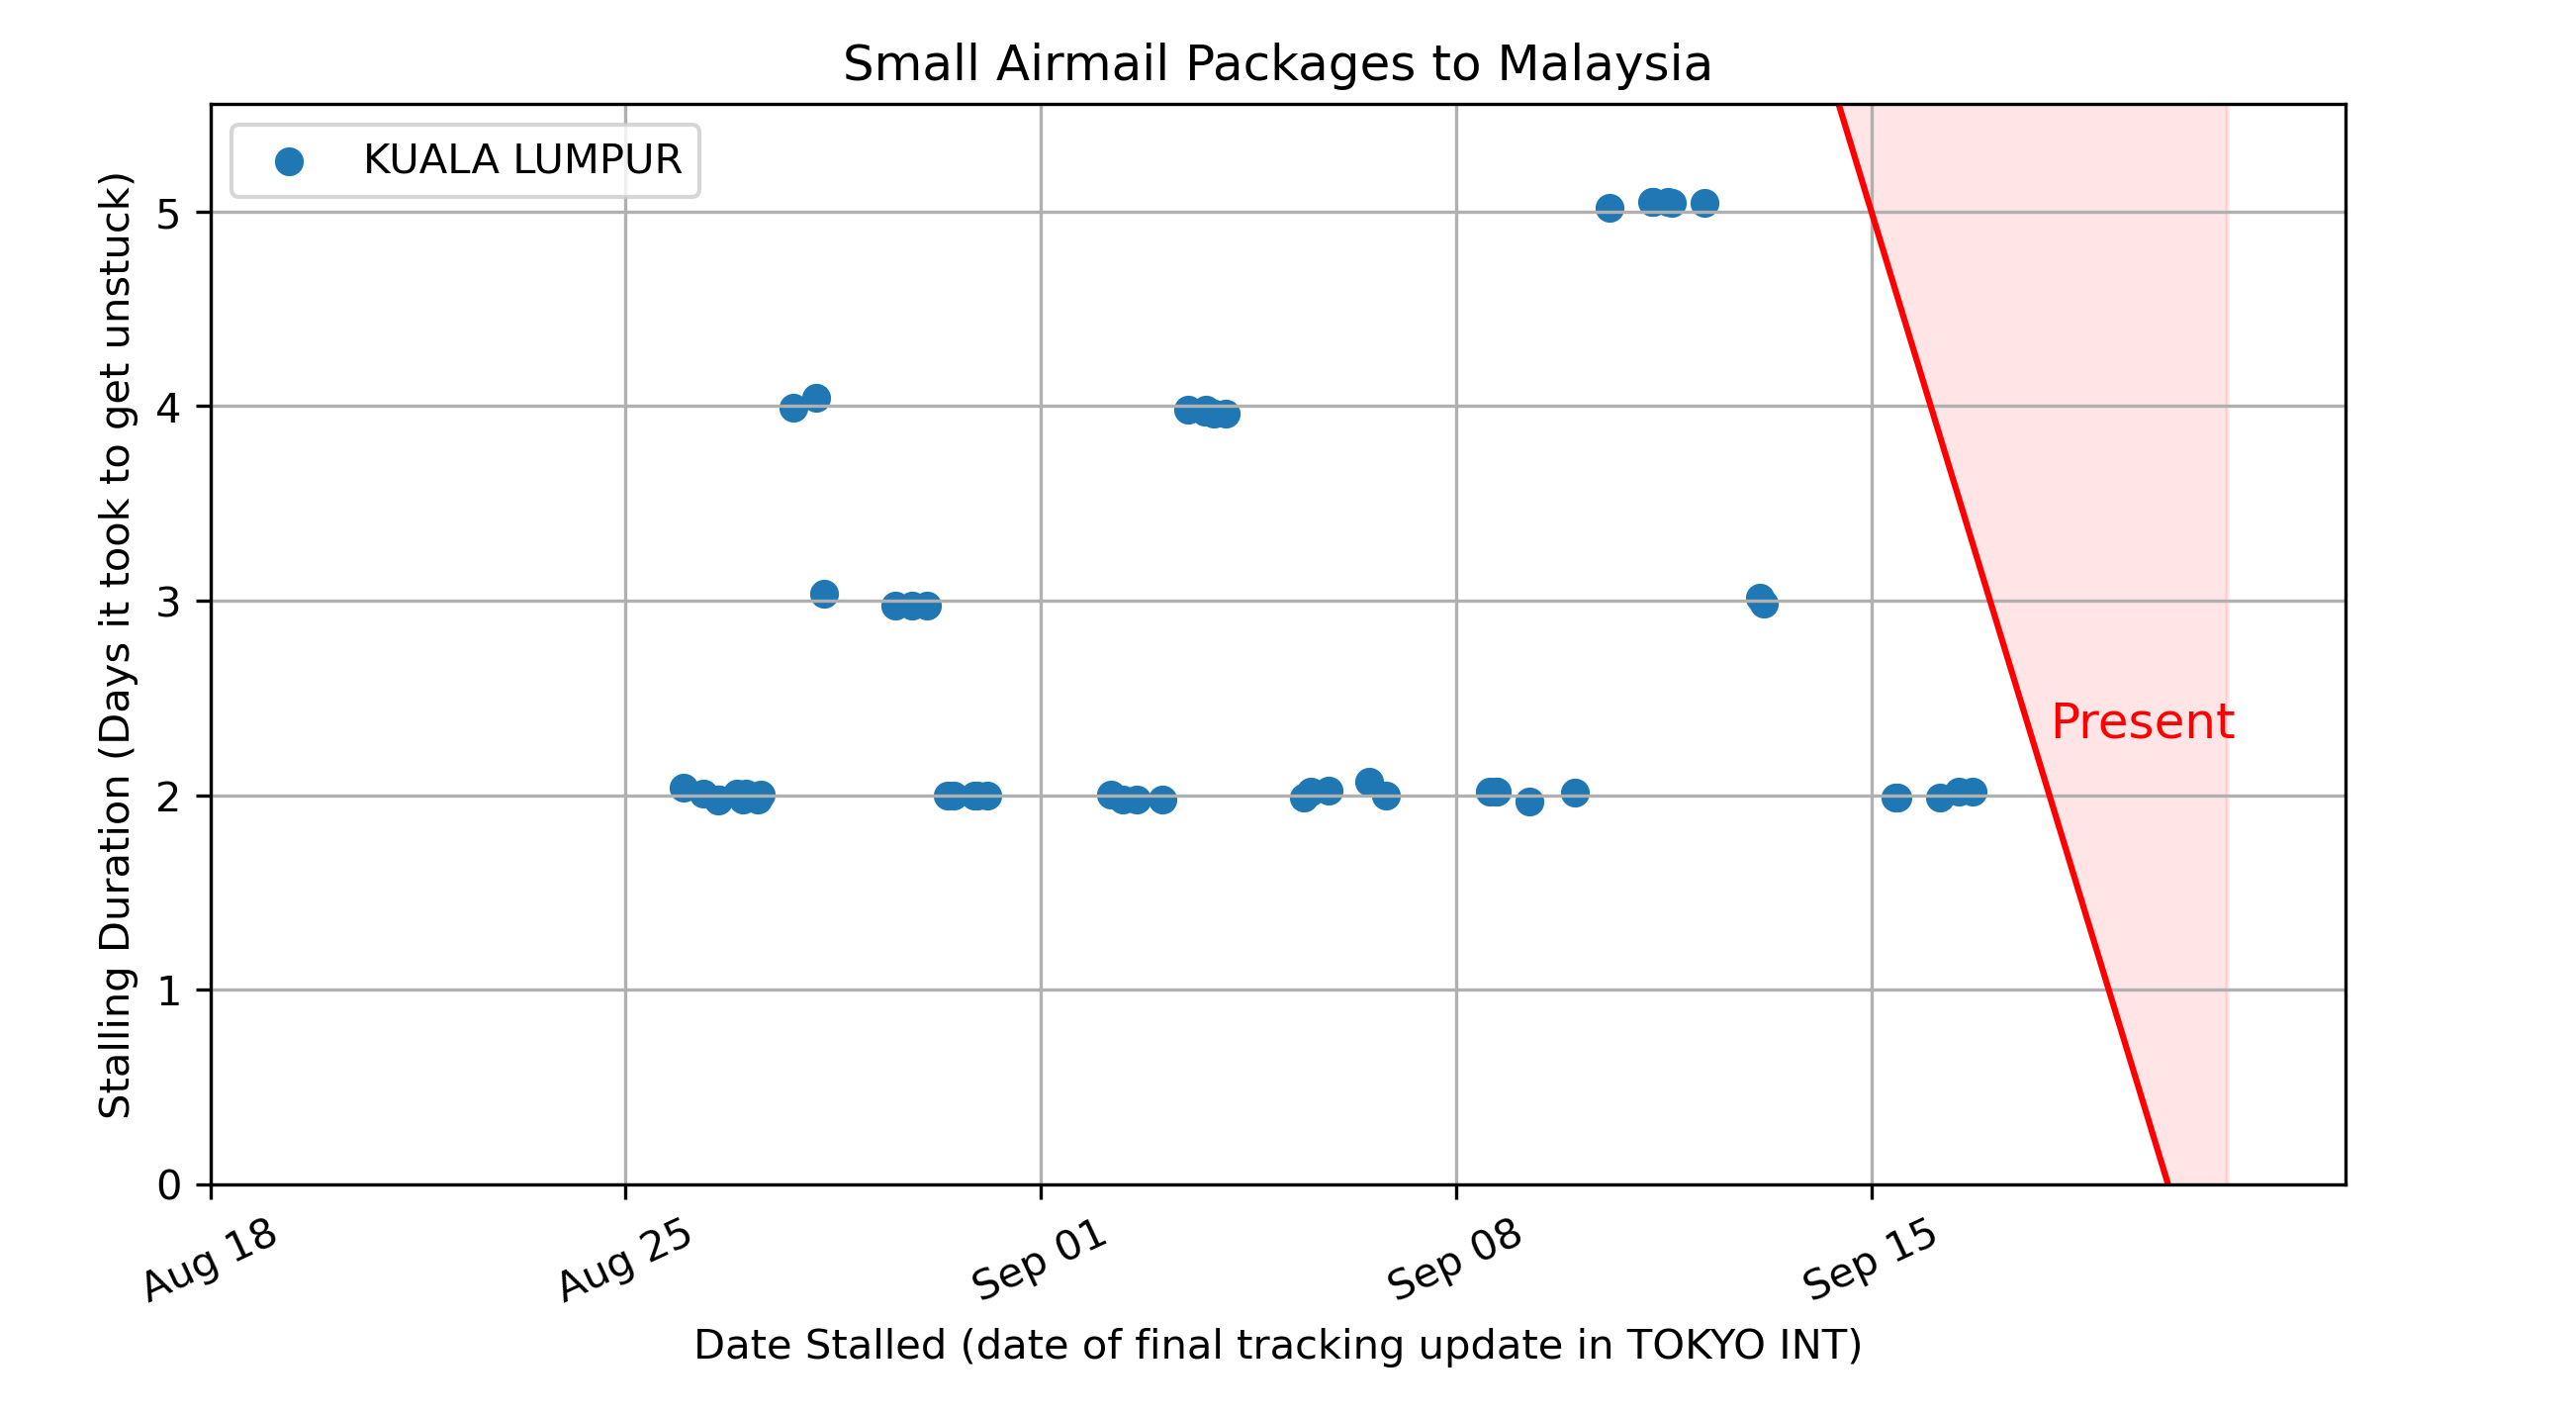 Small Airmail Packages to Malaysia
KUALA LUMPUR
Stalling Duration (Days it took to get unstuck)
5
4
3
2
1
0
Present
Aug 18
Aug 25
Sep 01
Sep 08
Sep 15
Date Stalled (date of final tracking update in TOKYO INT)